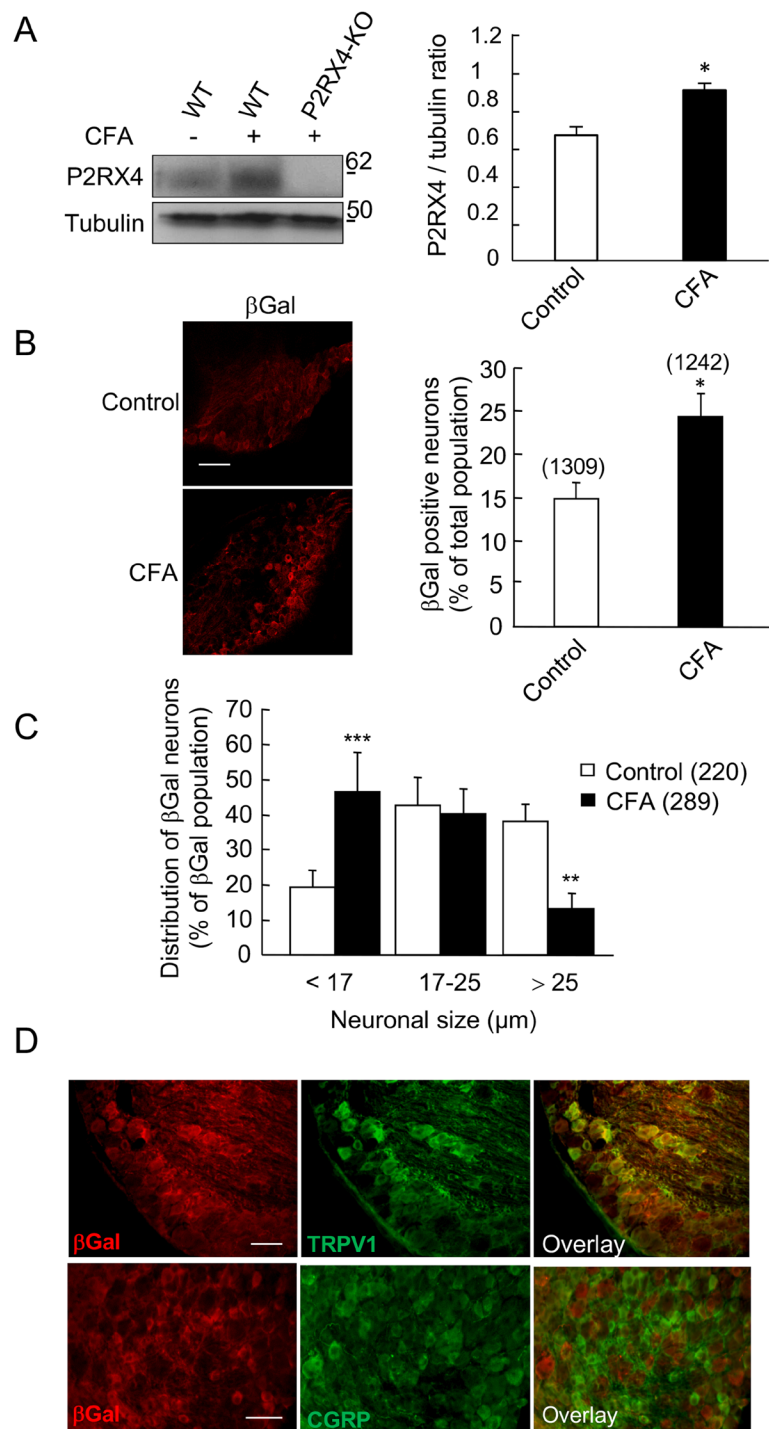 A
WT
WT
P2RX4-KO
CFA
-
+
+
P2RX4
62
Tubulin
50
P2RX4 / tubulin ratio
1.2
1
0.8
0.6
0.4
0.2
0
*
Control
CFA
B
βGal
Control
CFA
βGal positive neurons
(% of total population)
30
25
20
15
10
5
0
(1309)
(1242)
*
Control
CFA
C
Distribution of βGal neurons
(% of βGal population)
70
60
50
40
30
20
10
0
***
**
Control (220)
CFA (289)
< 17
17-25
> 25
Neuronal size (µm)
D
βGal
TRPV1
Overlay
βGal
CGRP
Overlay